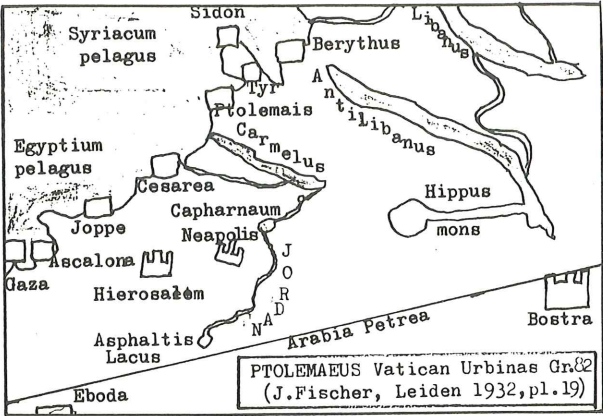 Sidon
Syriacum
pelagus
Berythus
Libanus
Tyr
Ptolemais
Antilibanus
Carmelus
Egyptium
pelagus
Cesarea
Hippus
mons
Capharnaum
Joppe
Neapolis
Ascalona
Gaza
Hierosalem
JORDAN
Asphaltis
Lacus
Arabia Petrea
Bostra
PTOLEMAEUS Vatican Urbinas Gr.82
(J.Fischer, Leiden 1932,pl.19)
Eboda